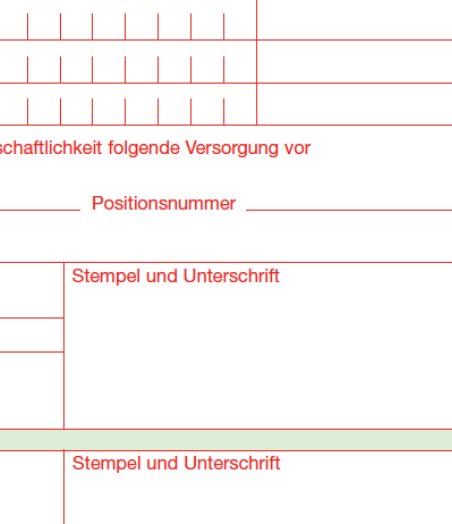 schaftlichkeit folgende Versorgung vor
Positionsnummer
Stempel und Unterschrift
Stempel und Unterschrift